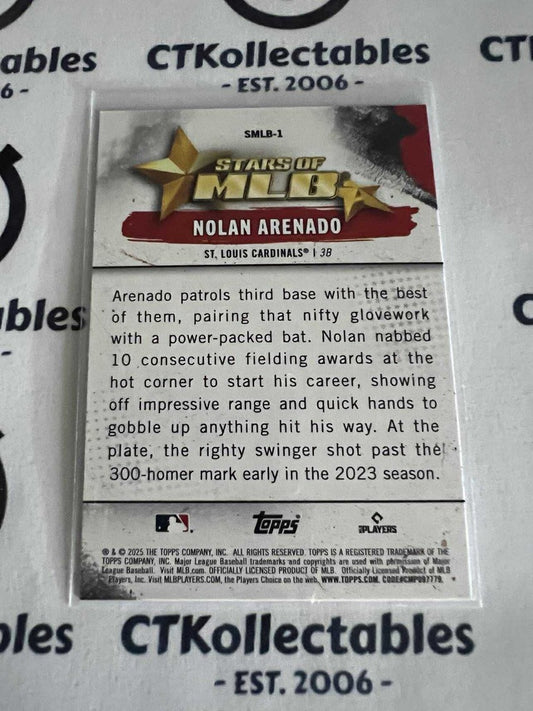 CTKollectables
- EST. 2006 -
ables
6 -
CT
SMLB-1
STARS OF
MLB
NOLAN ARENADO
ST. LOUIS CARDINALS® | 3B
Arenado patrols third base with the best
of them, pairing that nifty glovework
with a power-packed bat. Nolan nabbed
10 consecutive fielding awards at the
hot corner to start his career, showing
off impressive range and quick hands to
gobble up anything hit his way. At the
plate, the righty swinger shot past the
300-homer mark early in the 2023 season.
ables
-
C
Topps
PLAYERS
® & © 2025 THE TOPPS COMPANY, INC. ALL RIGHTS RESERVED. TOPPS IS A REGISTERED TRADEMARK OF THE
TOPPS COMPANY, INC. Major League Baseball trademarks and copyrights are used with permission of Major
League Baseball. Visit MLB.com. OFFICIALLY LICENSED PRODUCT OF MLB. Officially Licensed Product of MLB
Players, Inc. Visit MLBPLAYERS.com, the Players Choice on the web. WWW.TOPPS.COM. CODE#CMP097779.
bles
CTKollectables
- EST. 2006 -